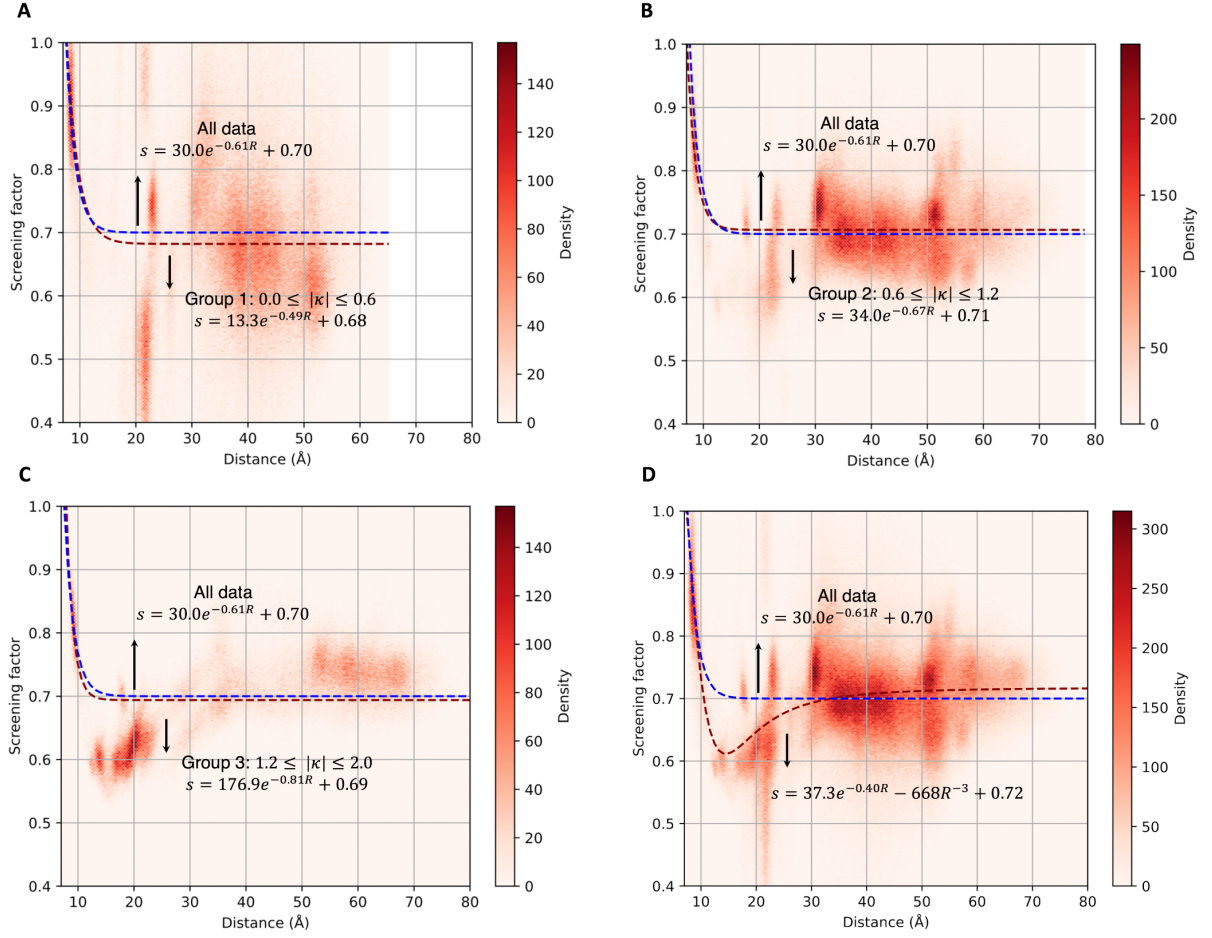 A
1.0
0.9
0.8
0.7
0.6
0.5
0.4
Screening factor
10 20 30 40 50 60 70 80
Distance (Å)
All data
s = 30.0e^{-0.61R} + 0.70
Group 1: 0.0 ≤ |κ| ≤ 0.6
s = 13.3e^{-0.49R} + 0.68
140
120
100
80
60
40
20
0
Density
B
1.0
0.9
0.8
0.7
0.6
0.5
0.4
Screening factor
10 20 30 40 50 60 70 80
Distance (Å)
All data
s = 30.0e^{-0.61R} + 0.70
Group 2: 0.6 ≤ |κ| ≤ 1.2
s = 34.0e^{-0.67R} + 0.71
200
150
100
50
0
Density
C
1.0
0.9
0.8
0.7
0.6
0.5
0.4
Screening factor
10 20 30 40 50 60 70 80
Distance (Å)
All data
s = 30.0e^{-0.61R} + 0.70
Group 3: 1.2 ≤ |κ| ≤ 2.0
s = 176.9e^{-0.81R} + 0.69
140
120
100
80
60
40
20
0
Density
D
1.0
0.9
0.8
0.7
0.6
0.5
0.4
Screening factor
10 20 30 40 50 60 70 80
Distance (Å)
All data
s = 30.0e^{-0.61R} + 0.70
s = 37.3e^{-0.40R} − 668R^{-3} + 0.72
300
250
200
150
100
50
0
Density